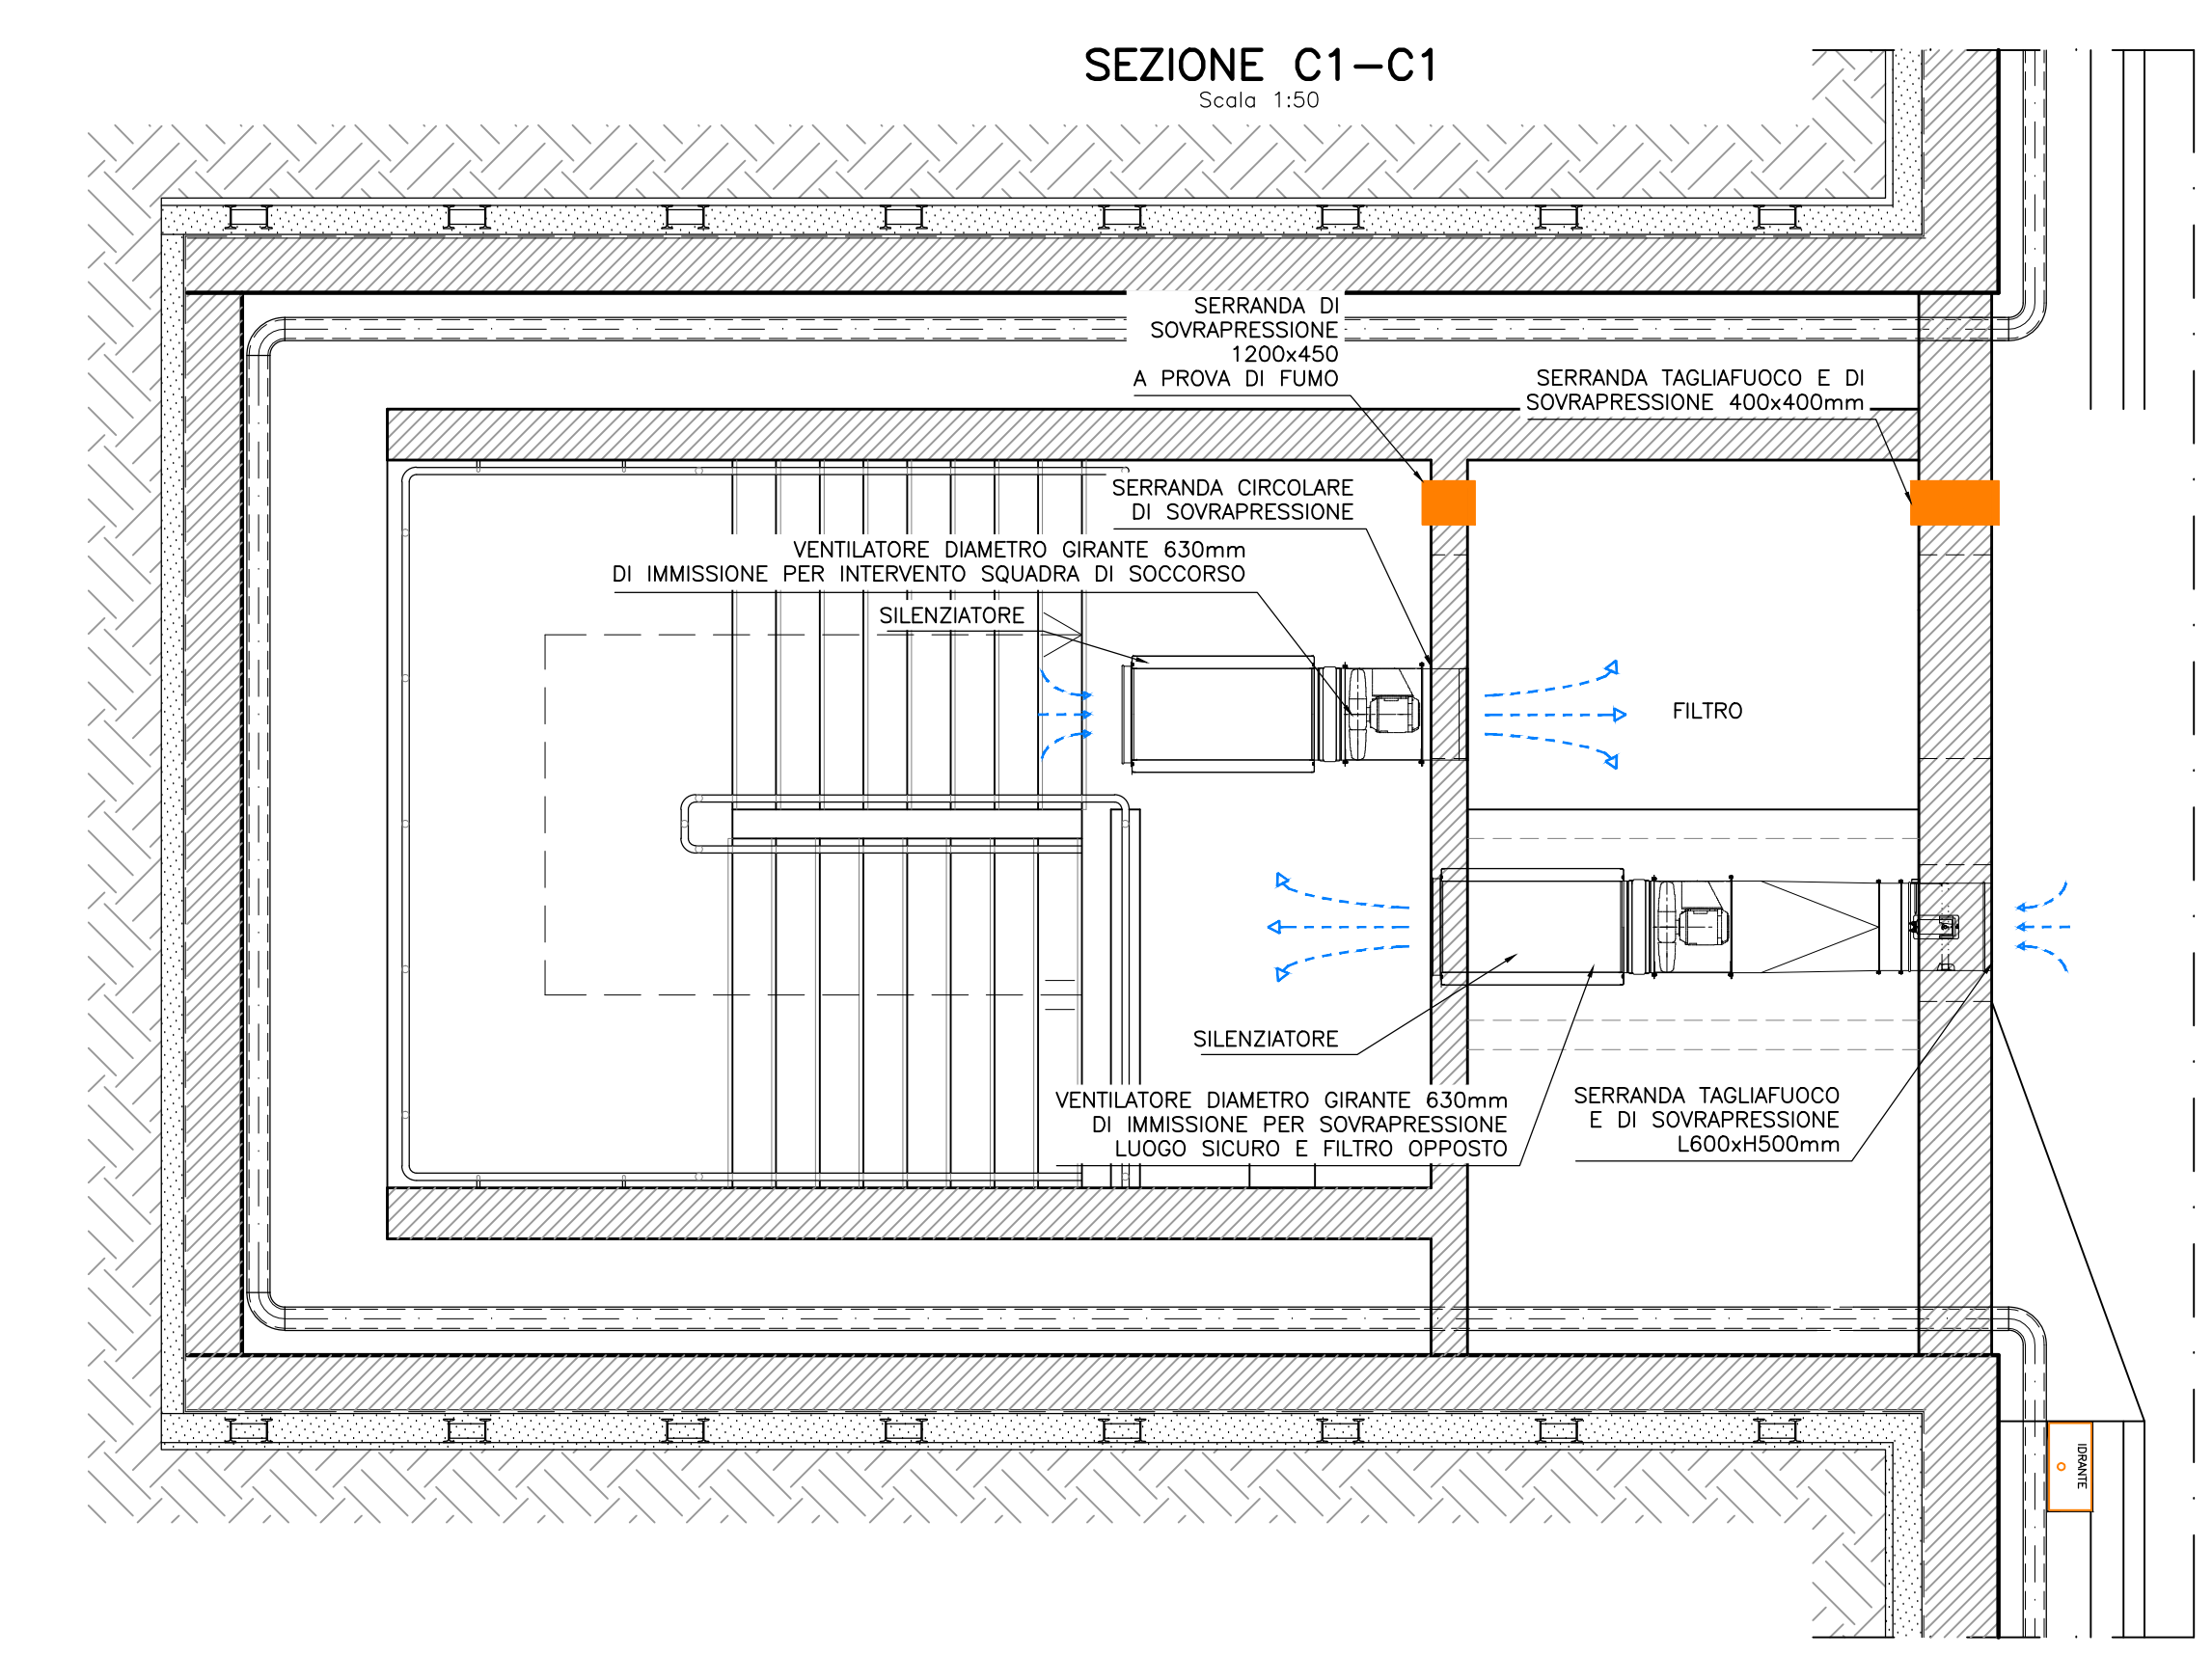 SEZIONE C1-C1
Scala 1:50
SERRANDA DI
SOVRAPRESSIONE
1200x450
A PROVA DI FUMO
SERRANDA TAGLIAFUOCO E DI
SOVRAPRESSIONE 400x400mm
SERRANDA CIRCOLARE
DI SOVRAPRESSIONE
VENTILATORE DIAMETRO GIRANTE 630mm
DI IMMISSIONE PER INTERVENTO SQUADRA DI SOCCORSO
SILENZIATORE
FILTRO
SILENZIATORE
VENTILATORE DIAMETRO GIRANTE 630mm
DI IMMISSIONE PER SOVRAPRESSIONE
LUOGO SICURO E FILTRO OPPOSTO
SERRANDA TAGLIAFUOCO
E DI SOVRAPRESSIONE
L600xH500mm
IDRANTE